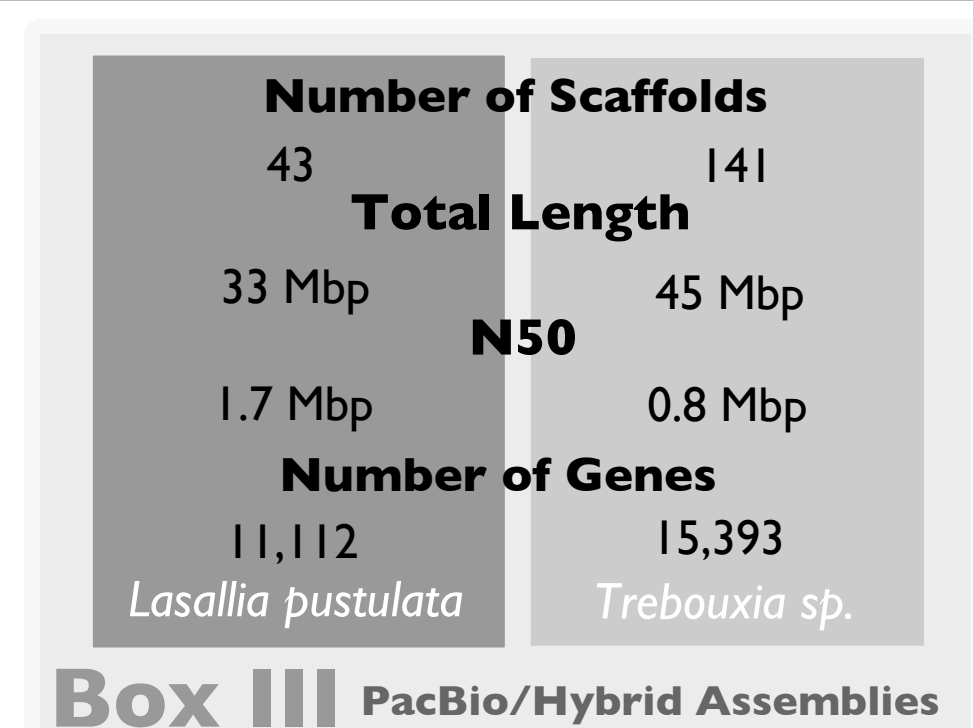 Number of Scaffolds
43 141
Total Length
33 Mbp 45 Mbp
N50
1.7 Mbp 0.8 Mbp
Number of Genes
11,112 15,393
Lasallia pustulata Trebouxia sp.
Box III PacBio/Hybrid Assemblies